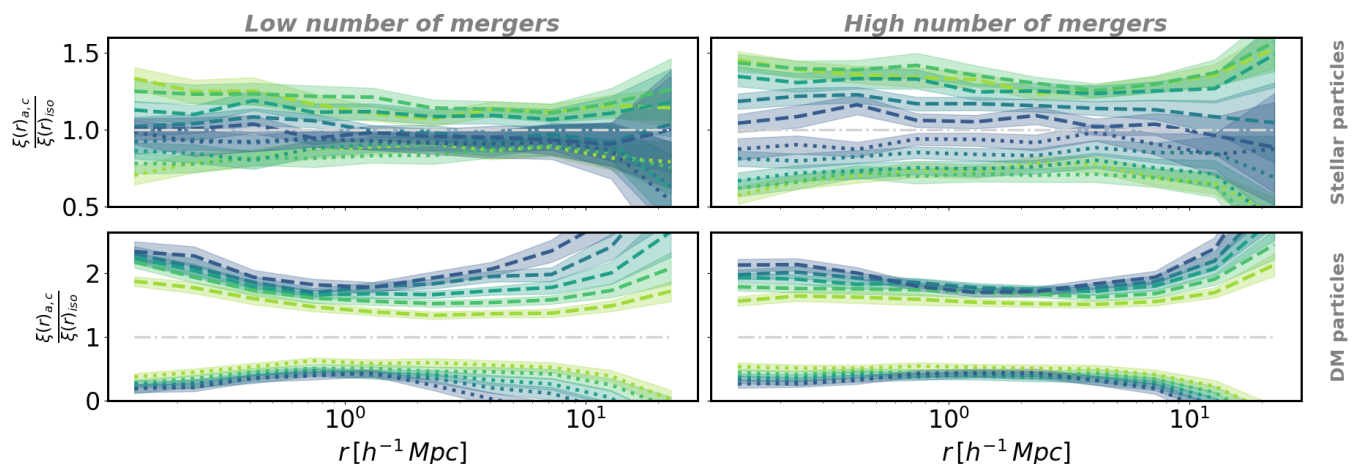 Low number of mergers
High number of mergers
1.5
1.0
0.5
ξ(r)a,c
ξ(r)iso
Stellar particles
2
1
0
ξ(r)a,c
ξ(r)iso
DM particles
10⁰
10¹
10⁰
10¹
r [h⁻¹ Mpc]
r [h⁻¹ Mpc]